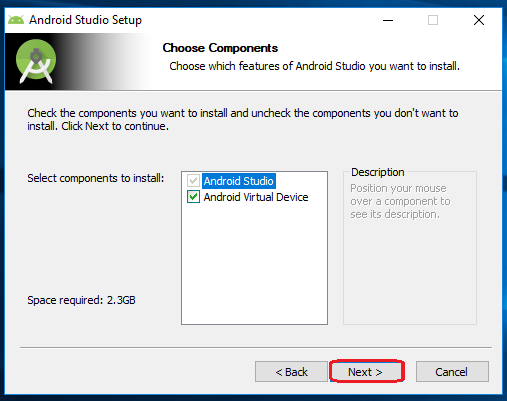 Android Studio Setup
Choose Components
Choose which features of Android Studio you want to install.
Check the components you want to install and uncheck the components you don't want to
install. Click Next to continue.
Select components to install:
Android Studio
Android Virtual Device
Description
Position your mouse
over a component to
see its description.
Space required: 2.3GB
< Back
Next >
Cancel